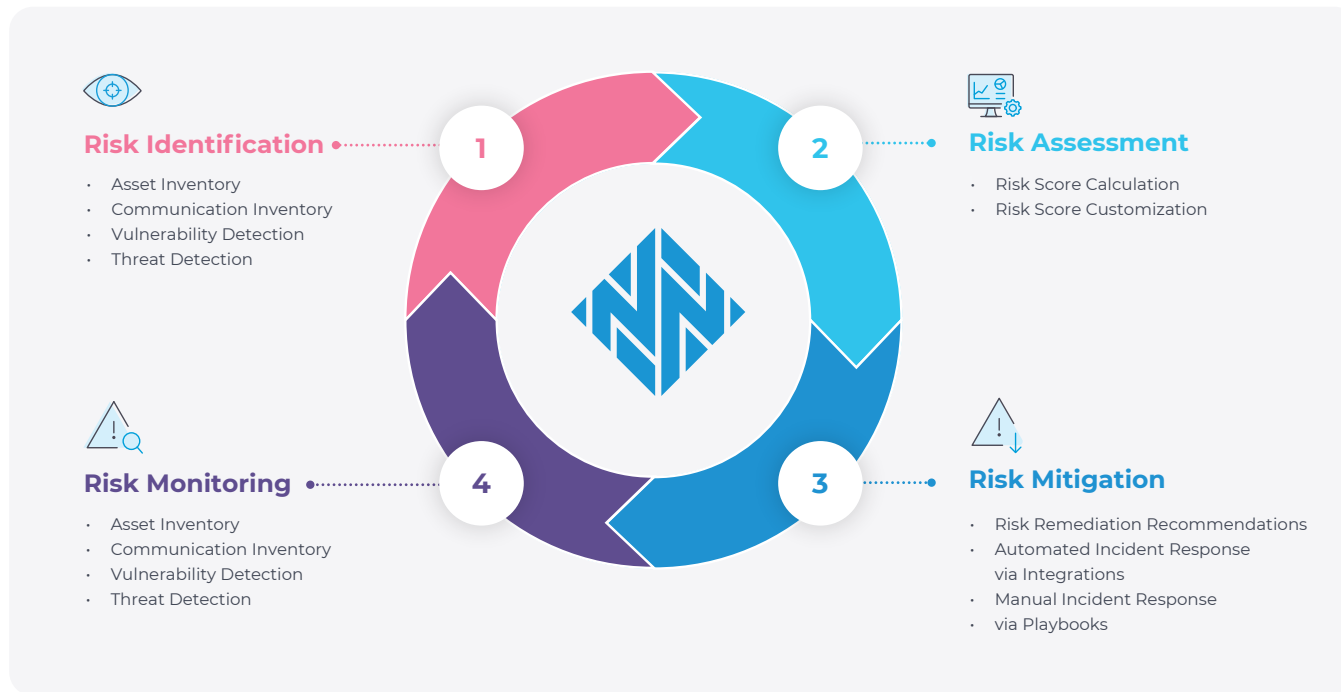 1
Risk Identification
• Asset Inventory
• Communication Inventory
• Vulnerability Detection
• Threat Detection
2
Risk Assessment
• Risk Score Calculation
• Risk Score Customization
3
Risk Mitigation
• Risk Remediation Recommendations
• Automated Incident Response
via Integrations
• Manual Incident Response
• via Playbooks
4
Risk Monitoring
• Asset Inventory
• Communication Inventory
• Vulnerability Detection
• Threat Detection